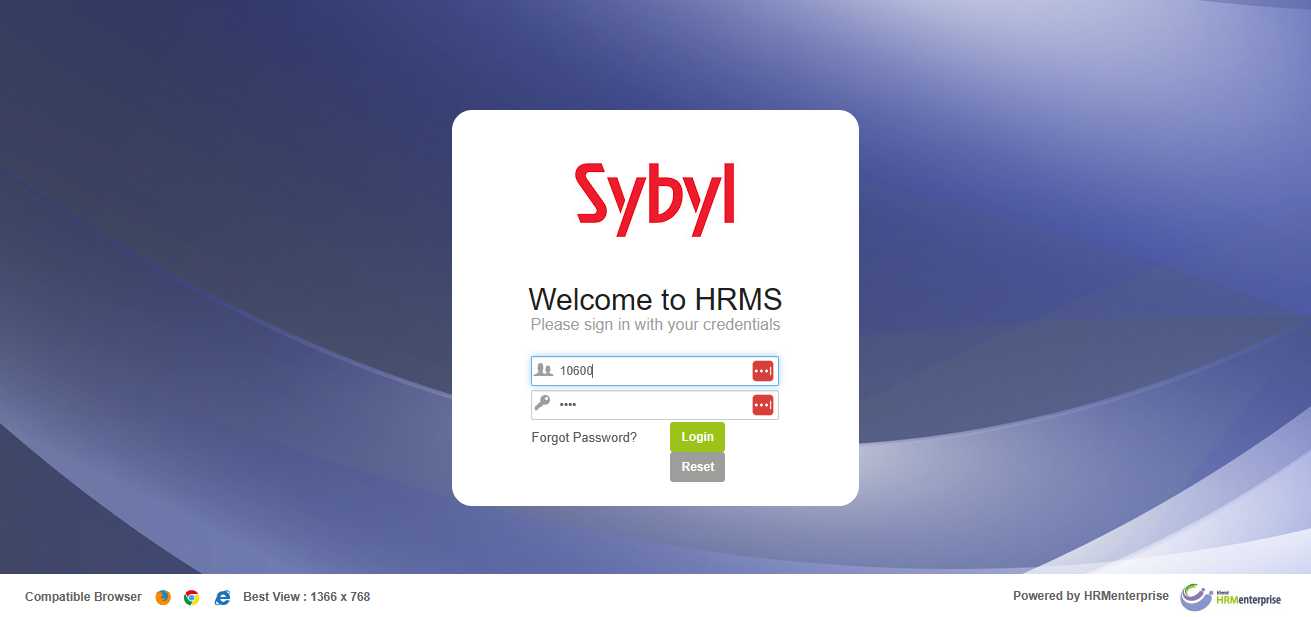 Sybyl
Welcome to HRMS
Please sign in with your credentials
10600
••••
Forgot Password?
Login
Reset
Compatible Browser
Best View : 1366 x 768
Powered by HRMenterprise
HRMenterprise